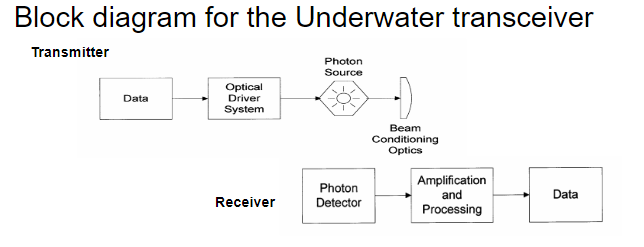 Block diagram for the Underwater transceiver
Transmitter
Data
Optical
Driver
System
Photon
Source
Beam
Conditioning
Optics
Receiver
Photon
Detector
Amplification
and
Processing
Data